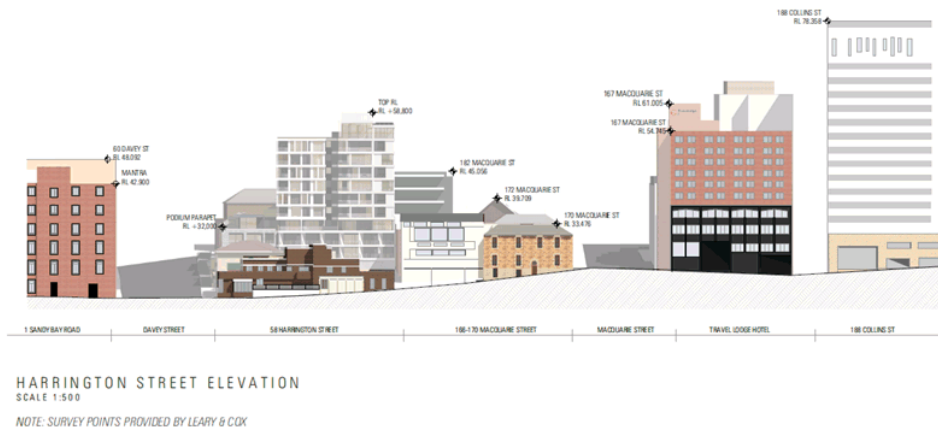 188 COLLINS ST
RL 78.358
167 MACQUARIE ST
RL 61.005
TOP RL
RL +58,800
167 MACQUARIE ST
RL 54.745
60 DAVEY ST
RL 48.092
182 MACQUARIE ST
RL 45.056
MANTRA
RL 42.900
172 MACQUARIE ST
RL 39.709
PODIUM PARAPET
RL +32,000
170 MACQUARIE ST
RL 33.476
1 SANDY BAY ROAD
DAVEY STREET
58 HARRINGTON STREET
166-170 MACQUARIE STREET
MACQUARIE STREET
TRAVEL LODGE HOTEL
188 COLLINS ST
HARRINGTON STREET ELEVATION
SCALE 1:500
NOTE: SURVEY POINTS PROVIDED BY LEARY & COX